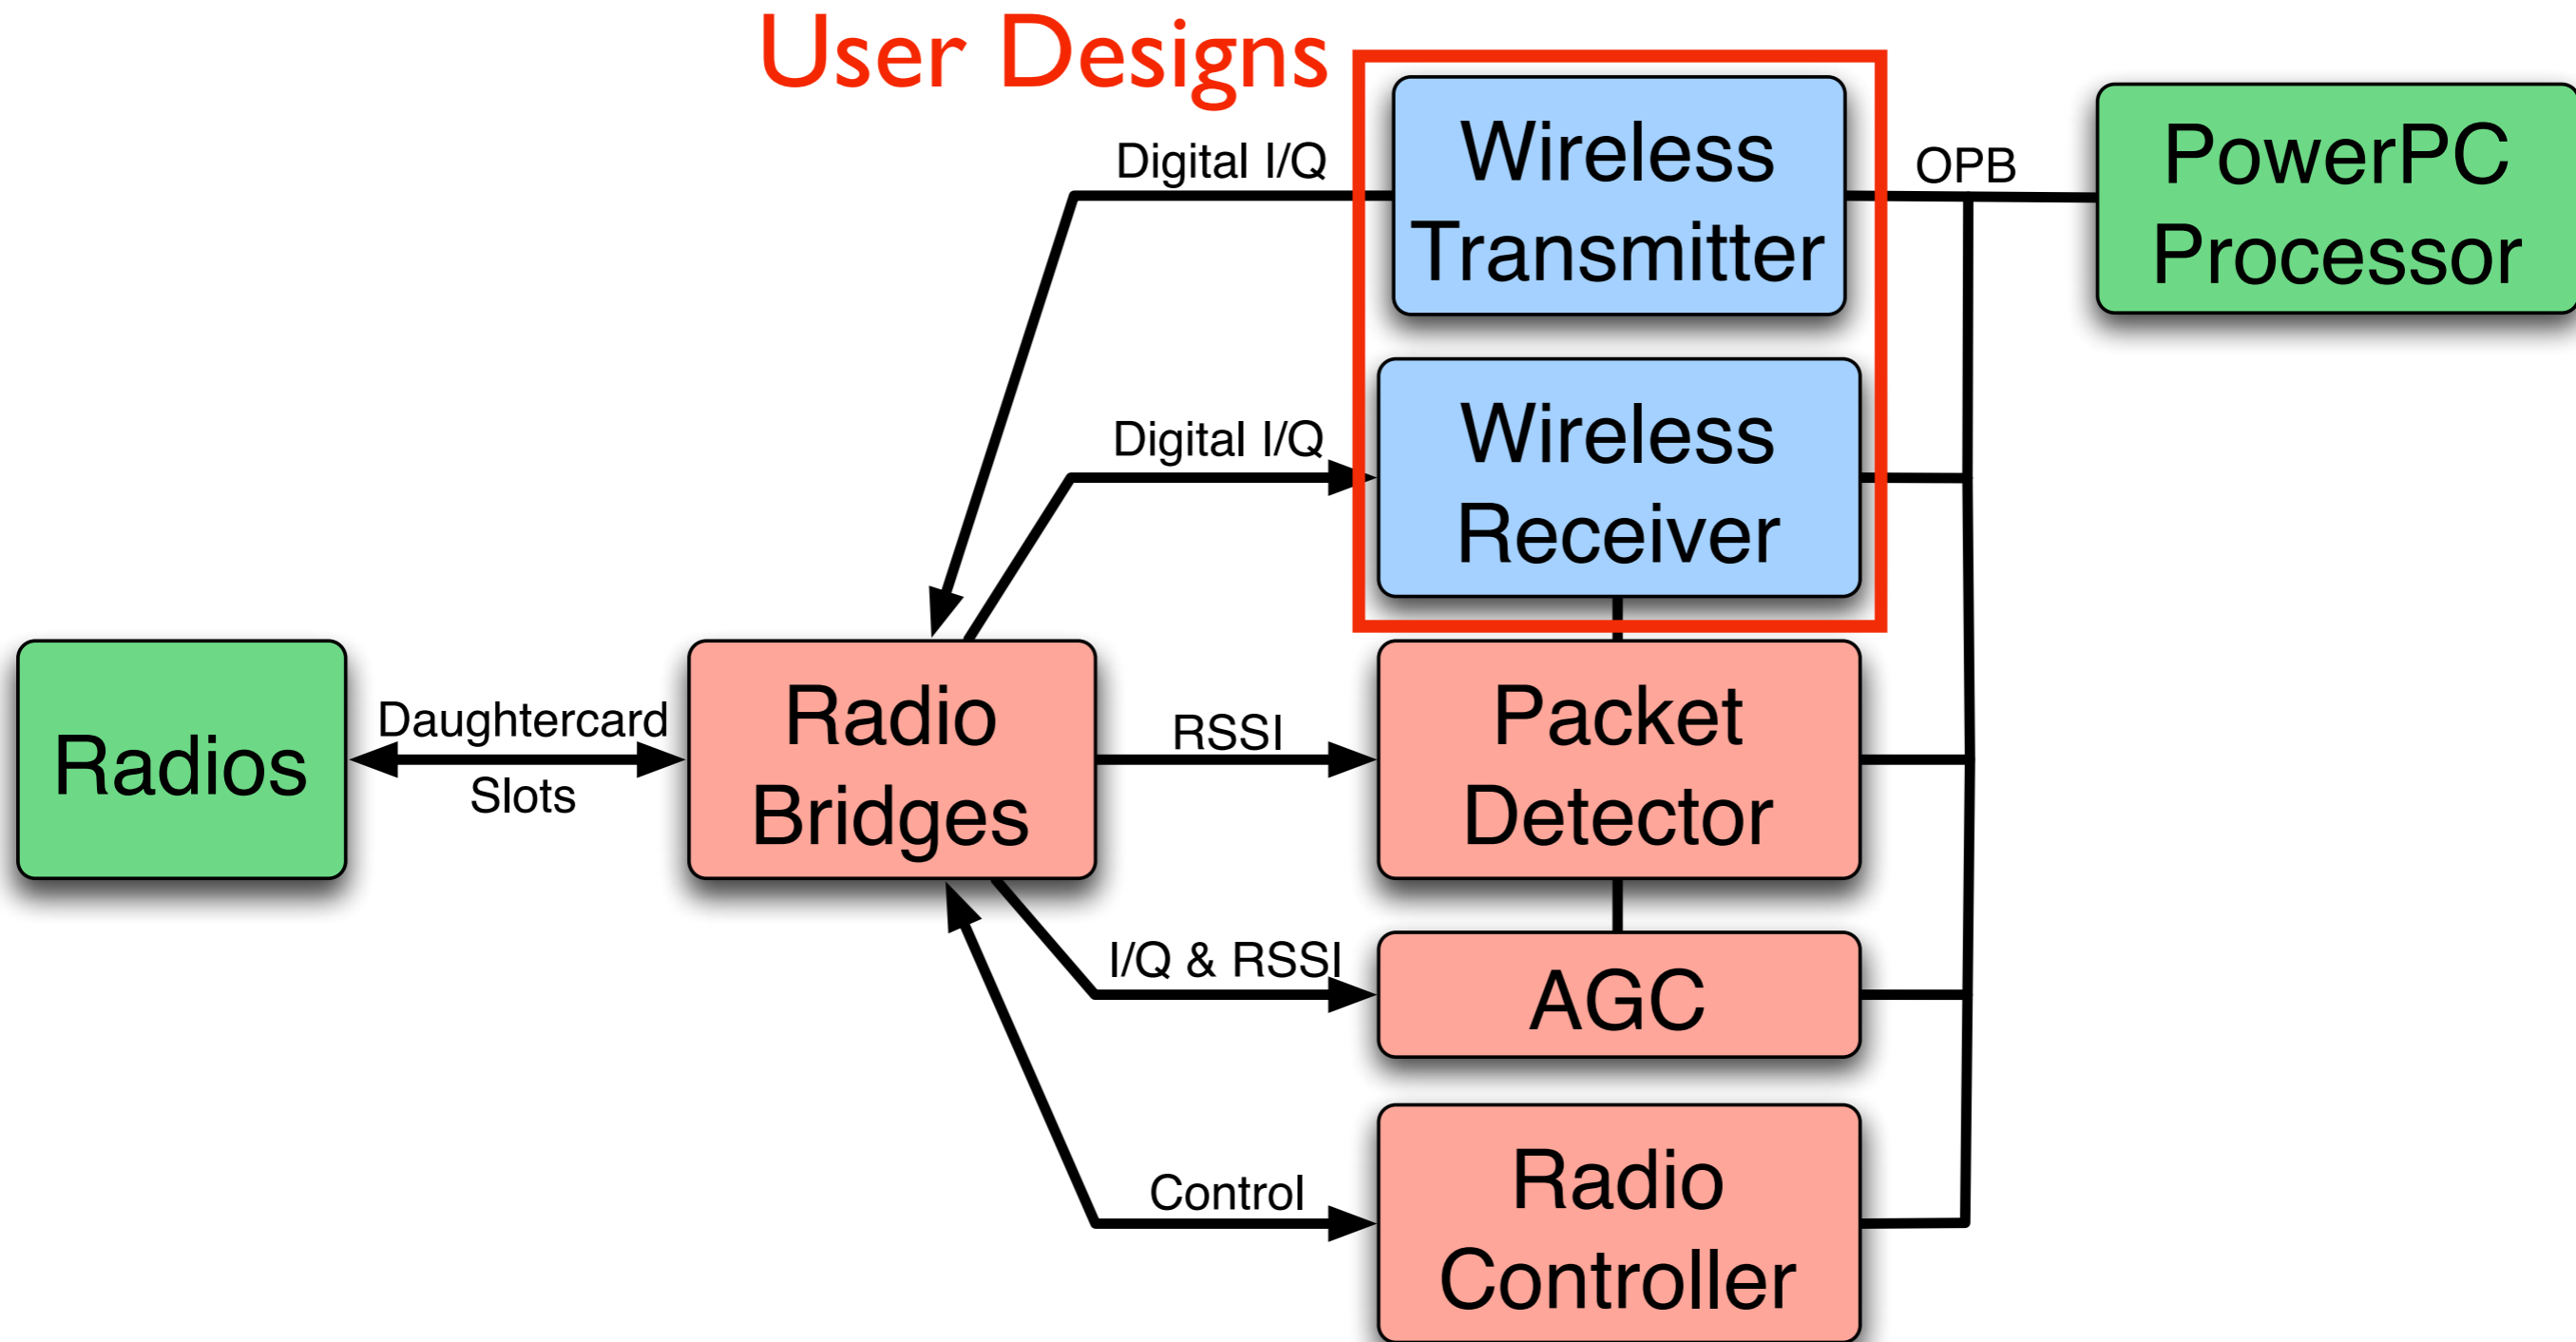 User Designs
Digital I/Q
Wireless
Transmitter
OPB
PowerPC
Processor
Digital I/Q
Wireless
Receiver
Radios
Daughtercard
Slots
Radio
Bridges
RSSI
Packet
Detector
I/Q & RSSI
AGC
Control
Radio
Controller